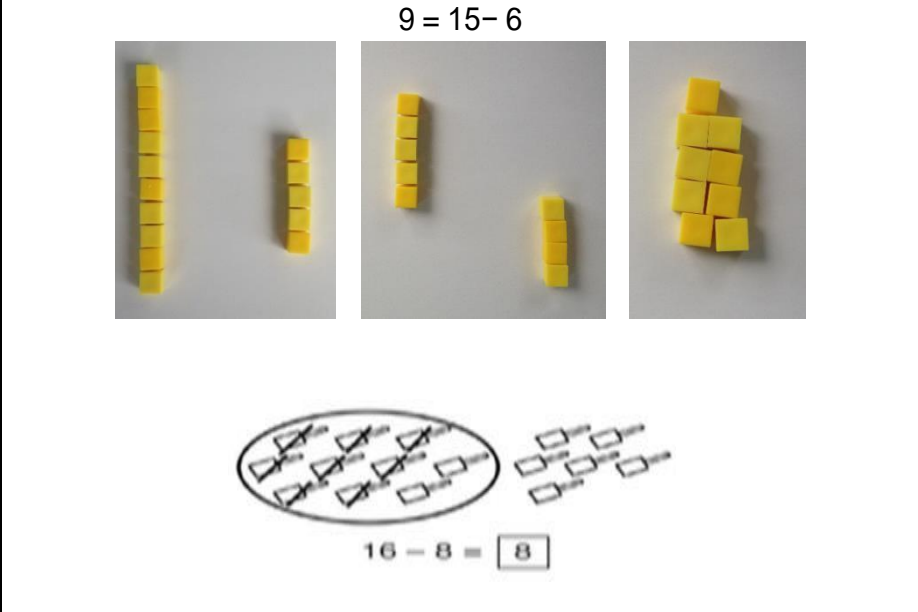 9 = 15– 6
16 – 8 = 8